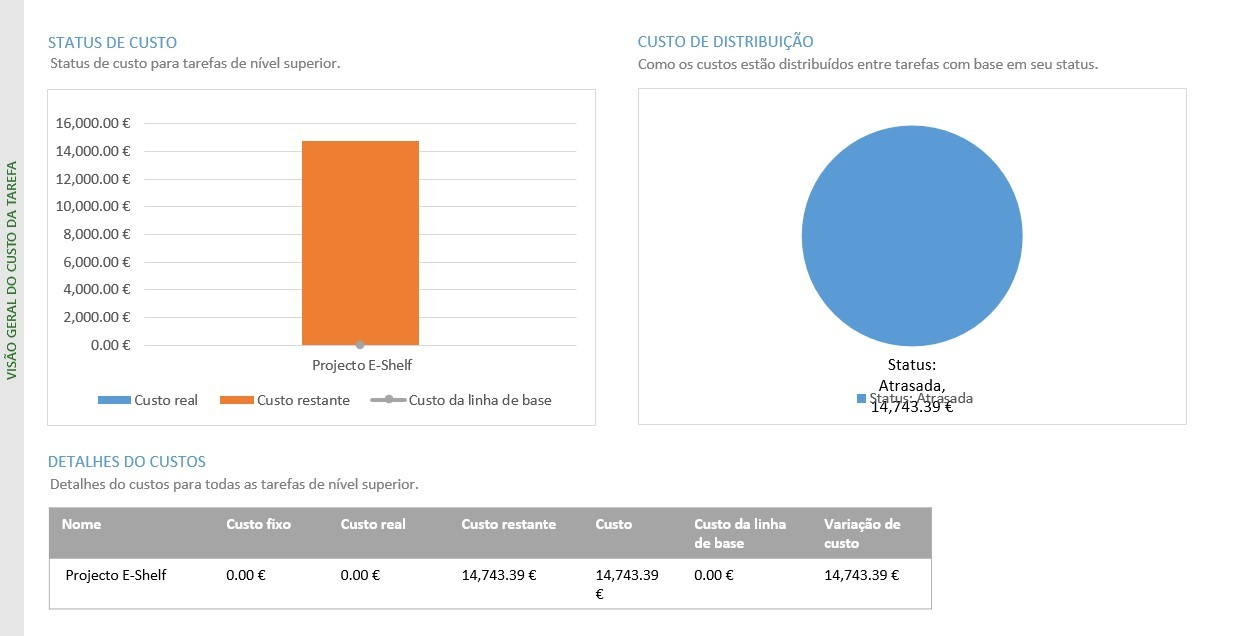 VISÃO GERAL DO CUSTO DA TAREFA
STATUS DE CUSTO
Status de custo para tarefas de nível superior.
16,000.00 €
14,000.00 €
12,000.00 €
10,000.00 €
8,000.00 €
6,000.00 €
4,000.00 €
2,000.00 €
0.00 €
Projecto E-Shelf
Custo real Custo restante Custo da linha de base
CUSTO DE DISTRIBUIÇÃO
Como os custos estão distribuídos entre tarefas com base em seu status.
Status:
Atrasada,
14,743.39 €
Status: Atrasada
DETALHES DO CUSTOS
Detalhes do custos para todas as tarefas de nível superior.
Nome Custo fixo Custo real Custo restante Custo Custo da linha Variação de
de base custo
Projecto E-Shelf 0.00 € 0.00 € 14,743.39 € 14,743.39 0.00 € 14,743.39 €
€